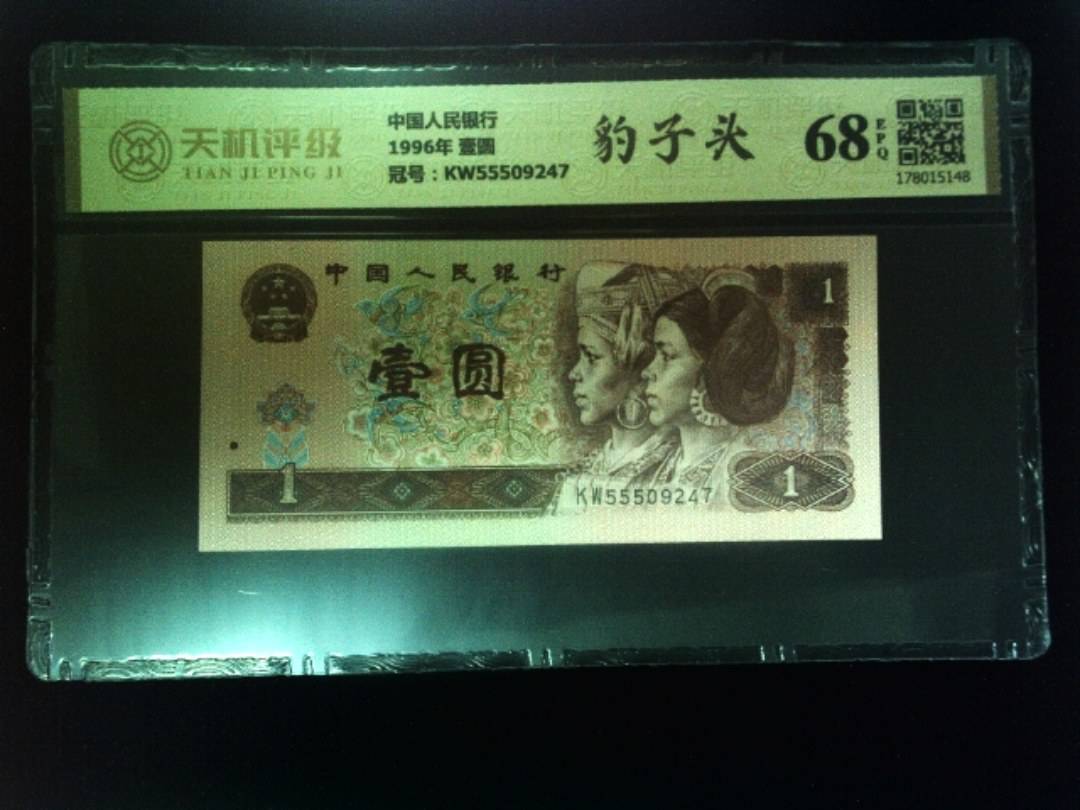 天机评级
TIAN JI PING JI
中国人民银行
1996年 壹圆
冠号：KW55509247
豹子头
68
EPQ
178015148
中国人民银行
1
壹圆
1
KW55509247
1